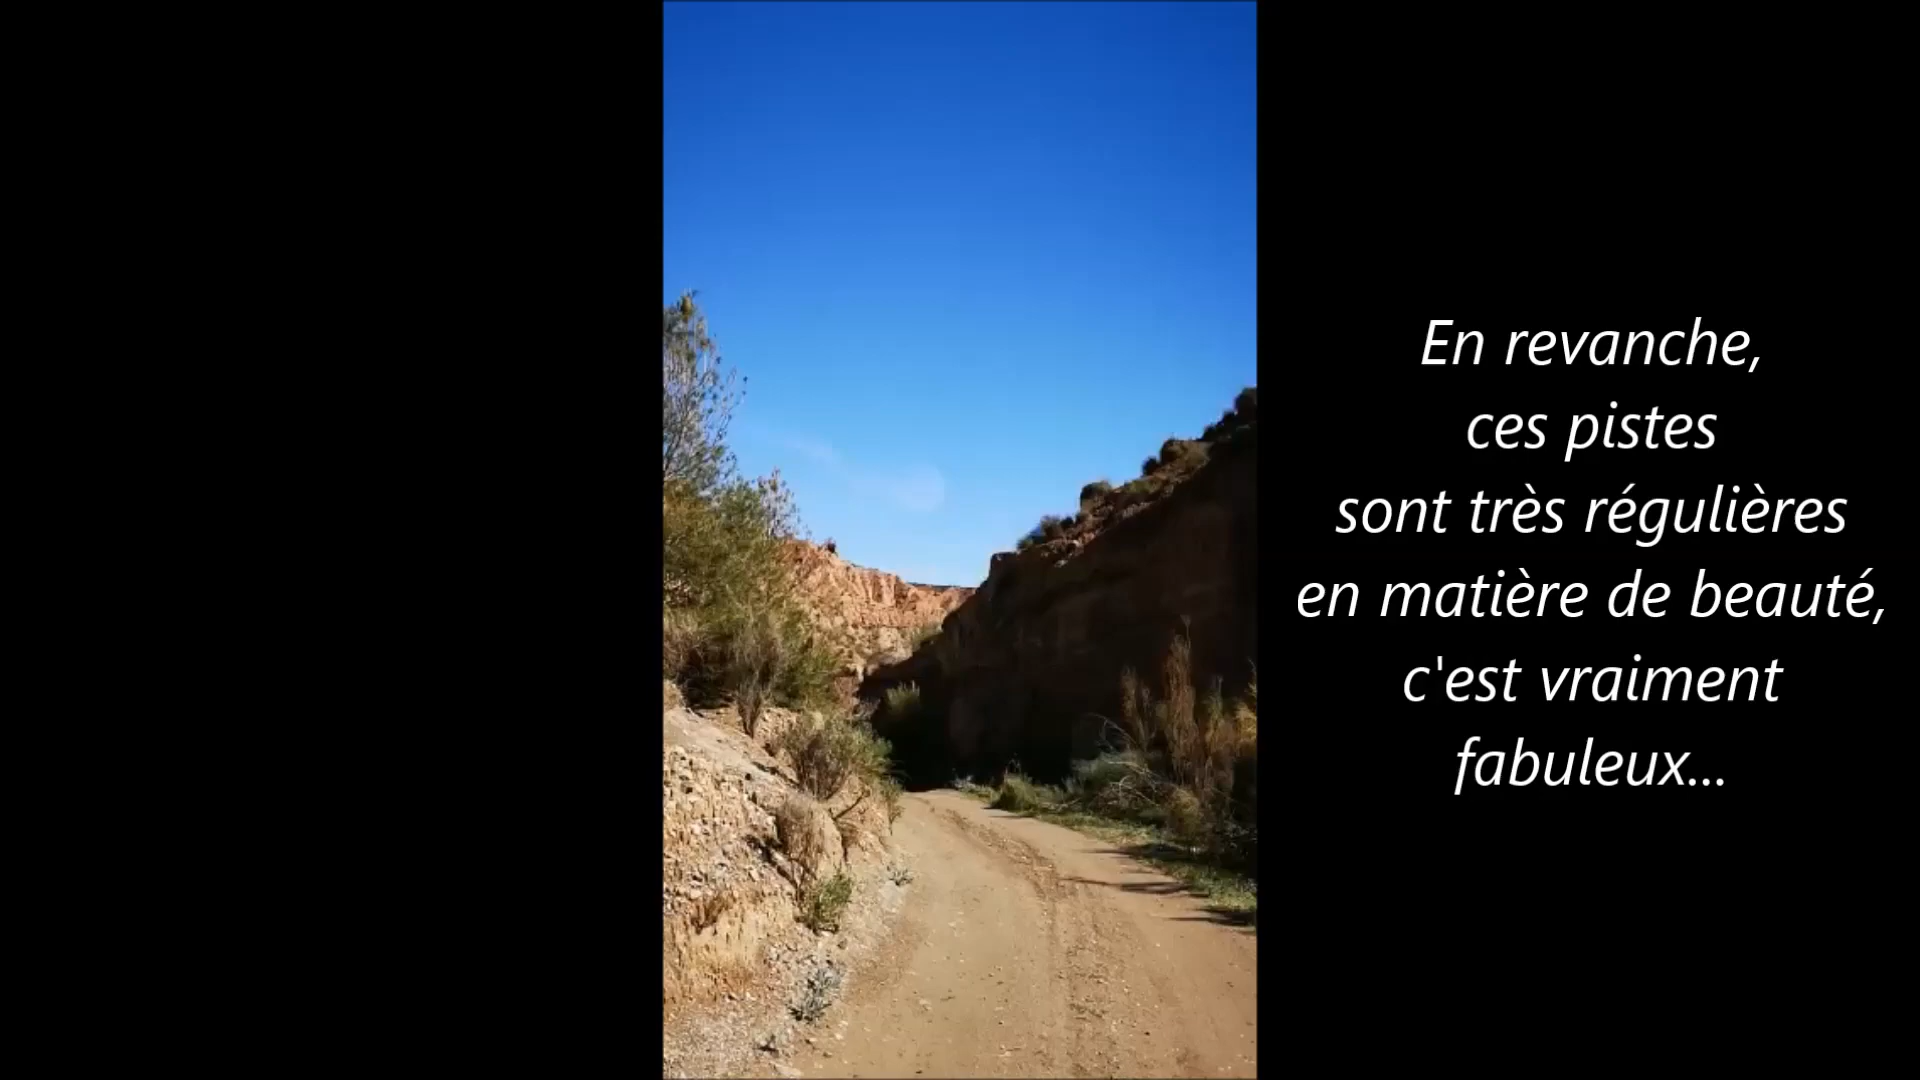 En revanche,
ces pistes
sont très régulières
en matière de beauté,
c'est vraiment
fabuleux...